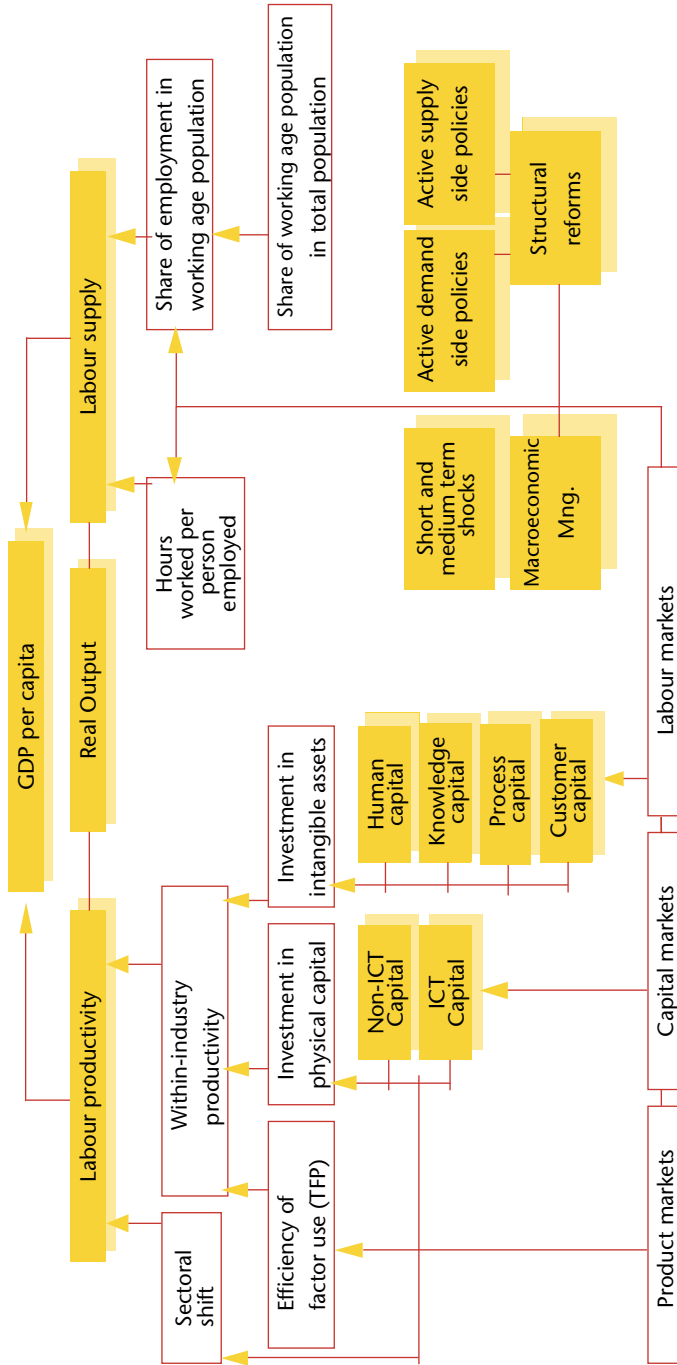 GDP per capita
Labour productivity
Real Output
Labour supply
Sectoral
shift
Within-industry
productivity
Hours
worked per
person
employed
Share of employment in
working age population
Efficiency of
factor use (TFP)
Investment in
physical capital
Investment in
intangible assets
Share of working age population
in total population
Non-ICT
Capital
ICT
Capital
Human
capital
Knowledge
capital
Process
capital
Customer
capital
Short and
medium term
shocks
Active demand
side policies
Active supply
side policies
Macroeconomic
Mng.
Structural
reforms
Product markets
Capital markets
Labour markets